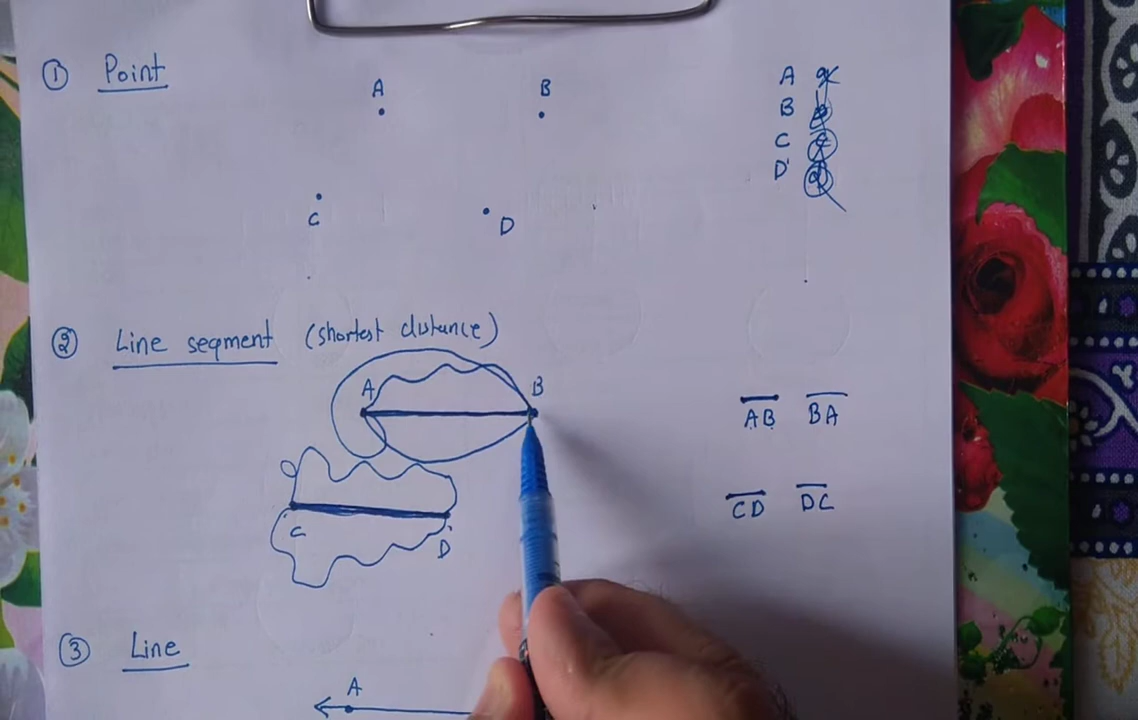 ① Point
A B
C D
A a
B b
C c
D d
② Line segment (shortest distance)
A B
C D
AB BA
CD DC
③ Line
A